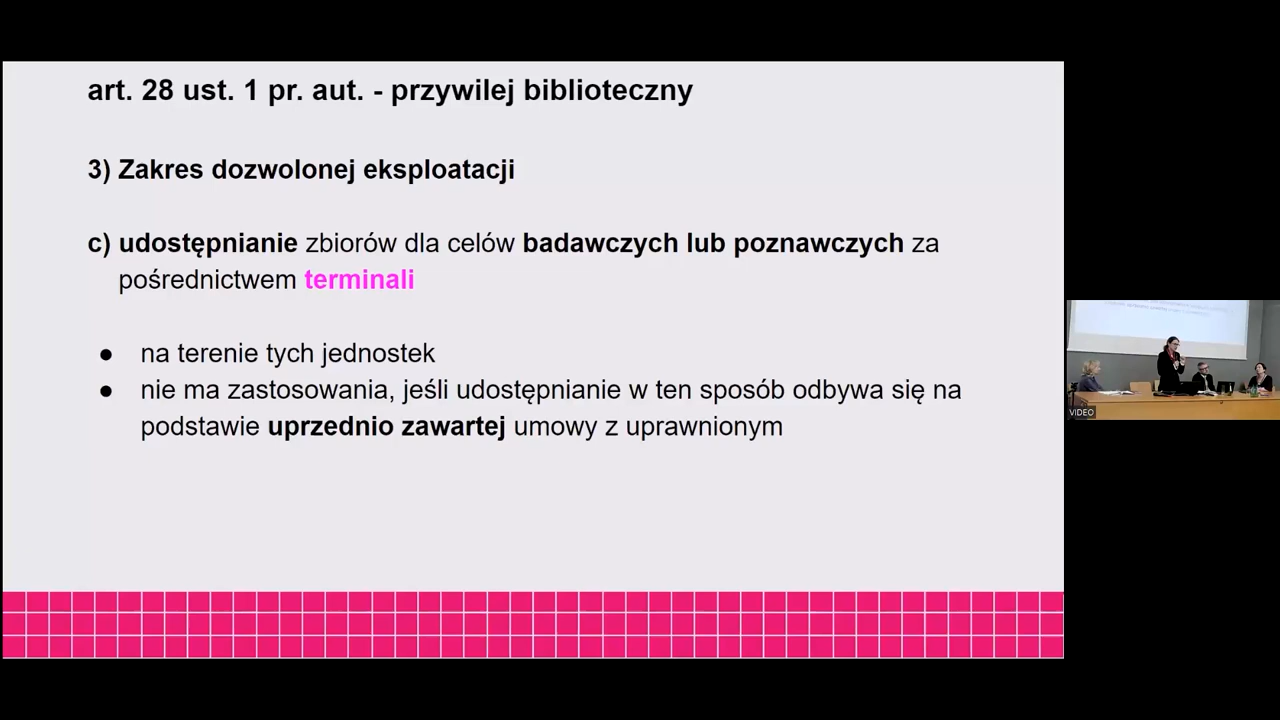 art. 28 ust. 1 pr. aut. - przywilej biblioteczny
3) Zakres dozwolonej eksploatacji
c) udostępnianie zbiorów dla celów badawczych lub poznawczych za
pośrednictwem terminali
● na terenie tych jednostek
● nie ma zastosowania, jeśli udostępnianie w ten sposób odbywa się na
podstawie uprzednio zawartej umowy z uprawnionym
VIDEO